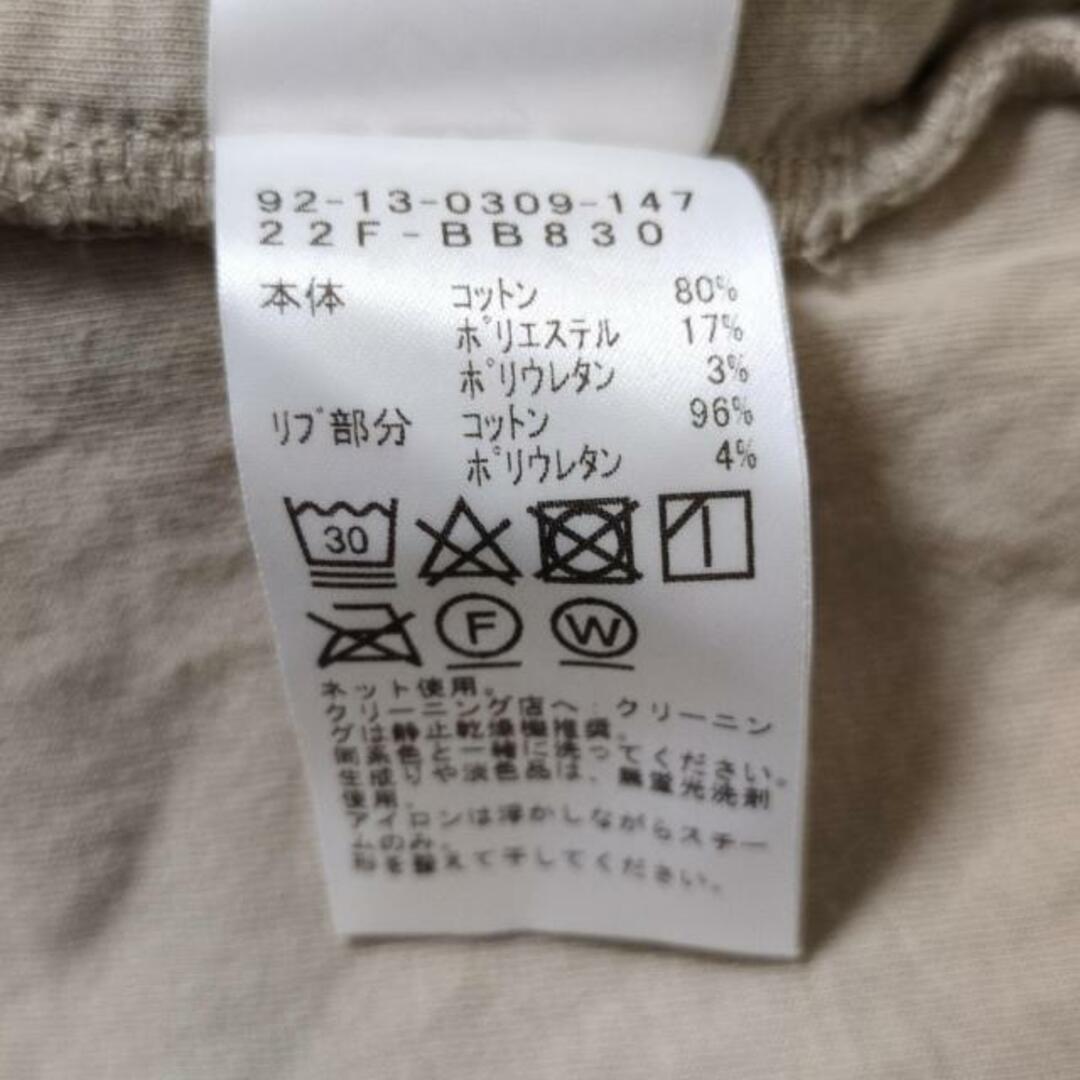 92-13-0309-147
22F-BB830
本体 コットン 80%
ポリエステル 17%
ポリウレタン 3%
リブ部分 コットン 96%
ポリウレタン 4%
30
F W
ネット使用。
クリーニング店へ：クリーニン
グは静止乾燥機推奨。
同系色と一緒に洗ってください。
生成りや淡色品は、無蛍光洗剤
使用。
アイロンは浮かしながらスチー
ムのみ。
形を整えて干してください。